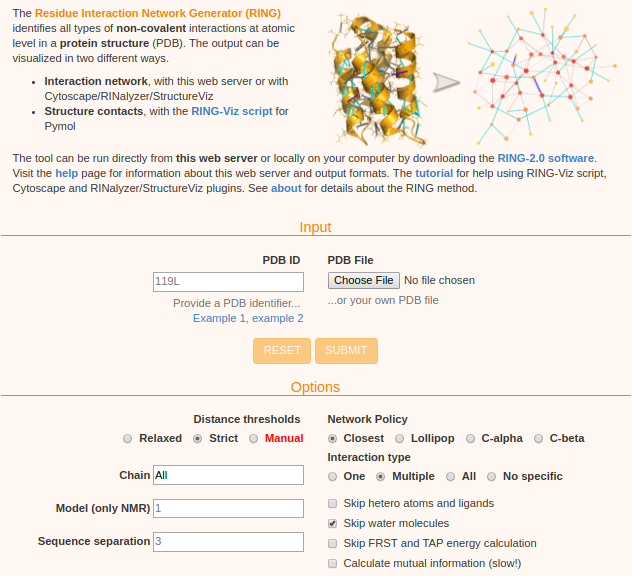 The Residue Interaction Network Generator (RING)
identifies all types of non-covalent interactions at atomic
level in a protein structure (PDB). The output can be
visualized in two different ways.
• Interaction network, with this web server or with
Cytoscape/RINalyzer/StructureViz
• Structure contacts, with the RING-Viz script for
Pymol
The tool can be run directly from this web server or locally on your computer by downloading the RING-2.0 software.
Visit the help page for information about this web server and output formats. The tutorial for help using RING-Viz script,
Cytoscape and RINalyzer/StructureViz plugins. See about for details about the RING method.
Input
PDB ID
119L
Provide a PDB identifier...
Example 1, example 2
PDB File
Choose File No file chosen
...or your own PDB file
RESET SUBMIT
Options
Distance thresholds
Relaxed Strict Manual
Chain All
Model (only NMR) 1
Sequence separation 3
Network Policy
Closest Lollipop C-alpha C-beta
Interaction type
One Multiple All No specific
Skip hetero atoms and ligands
Skip water molecules
Skip FRST and TAP energy calculation
Calculate mutual information (slow!)